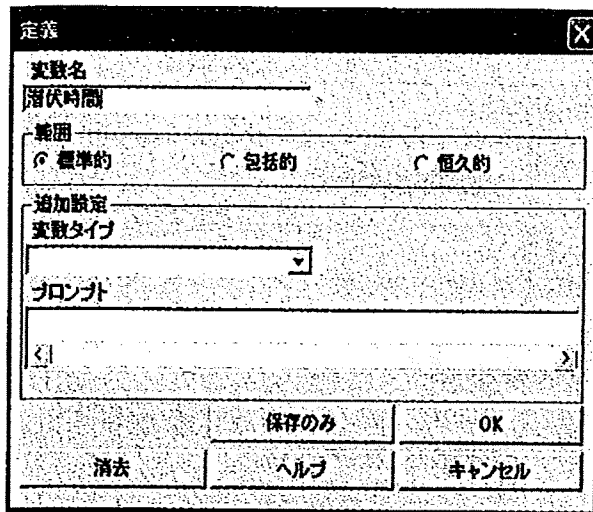 定義
変数名
潜伏時間
範囲
標準的 包括的 恒久的
追加設定
変数タイプ
プロンプト
保存のみ OK
消去 ヘルプ キャンセル